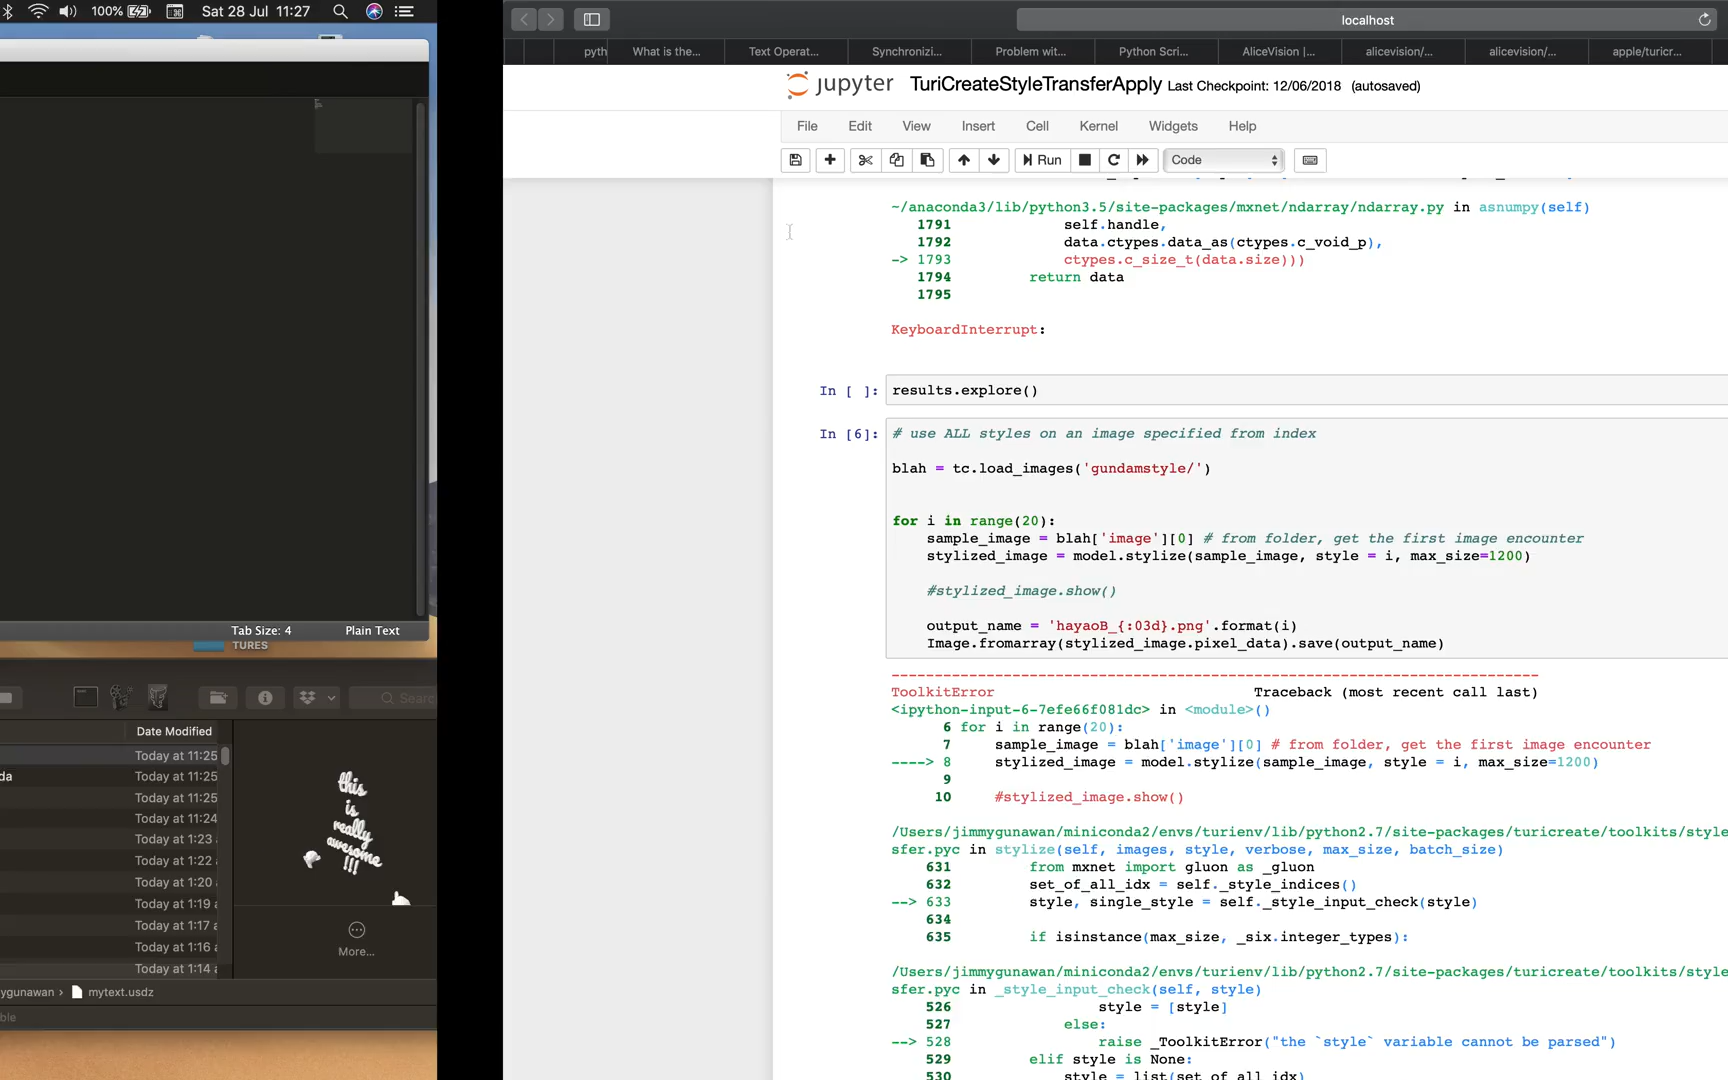 100% Sat 28 Jul 11:27
localhost
pyth What is the... Text Operat... Synchronizi... Problem wit... Python Scri... AliceVision |... alicevision/... alicevision/... apple/turicr...
jupyter TuriCreateStyleTransferApply Last Checkpoint: 12/06/2018 (autosaved)
File Edit View Insert Cell Kernel Widgets Help
Run Code
~/anaconda3/lib/python3.5/site-packages/mxnet/ndarray/ndarray.py in asnumpy(self)
1791 self.handle,
1792 data.ctypes.data_as(ctypes.c_void_p),
-> 1793 ctypes.c_size_t(data.size)))
1794 return data
1795
KeyboardInterrupt:
In [ ]: results.explore()
In [6]: # use ALL styles on an image specified from index
blah = tc.load_images('gundamstyle/')
for i in range(20):
sample_image = blah['image'][0] # from folder, get the first image encounter
stylized_image = model.stylize(sample_image, style = i, max_size=1200)
#stylized_image.show()
output_name = 'hayaoB_{:03d}.png'.format(i)
Image.fromarray(stylized_image.pixel_data).save(output_name)
---------------------------------------------------------------------------
ToolkitError Traceback (most recent call last)
<ipython-input-6-7efe66f081dc> in <module>()
6 for i in range(20):
7 sample_image = blah['image'][0] # from folder, get the first image encounter
----> 8 stylized_image = model.stylize(sample_image, style = i, max_size=1200)
9
10 #stylized_image.show()
/Users/jimmygunawan/miniconda2/envs/turienv/lib/python2.7/site-packages/turicreate/toolkits/style
sfer.pyc in stylize(self, images, style, verbose, max_size, batch_size)
631 from mxnet import gluon as _gluon
632 set_of_all_idx = self._style_indices()
--> 633 style, single_style = self._style_input_check(style)
634
635 if isinstance(max_size, _six.integer_types):
/Users/jimmygunawan/miniconda2/envs/turienv/lib/python2.7/site-packages/turicreate/toolkits/style
sfer.pyc in _style_input_check(self, style)
526 style = [style]
527 else:
--> 528 raise _ToolkitError("the `style` variable cannot be parsed")
529 elif style is None:
530 style = list(set_of_all_idx)
Tab Size: 4 Plain Text
TURES
Search
Date Modified
Today at 11:25
da Today at 11:25
Today at 11:25
Today at 11:24
Today at 1:23
Today at 1:22
Today at 1:20
Today at 1:19
Today at 1:17
Today at 1:16
Today at 1:14
this
is
really
awesome
!!!
More...
ygunawan › mytext.usdz
ble